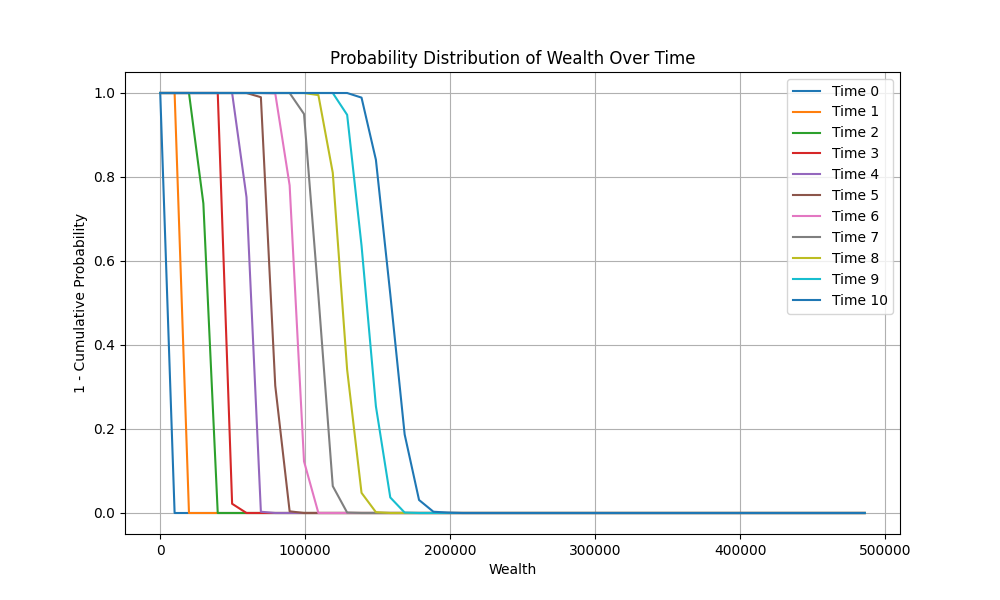 Probability Distribution of Wealth Over Time
1 - Cumulative Probability
1.0
0.8
0.6
0.4
0.2
0.0
0
100000
200000
300000
400000
500000
Wealth
Time 0
Time 1
Time 2
Time 3
Time 4
Time 5
Time 6
Time 7
Time 8
Time 9
Time 10